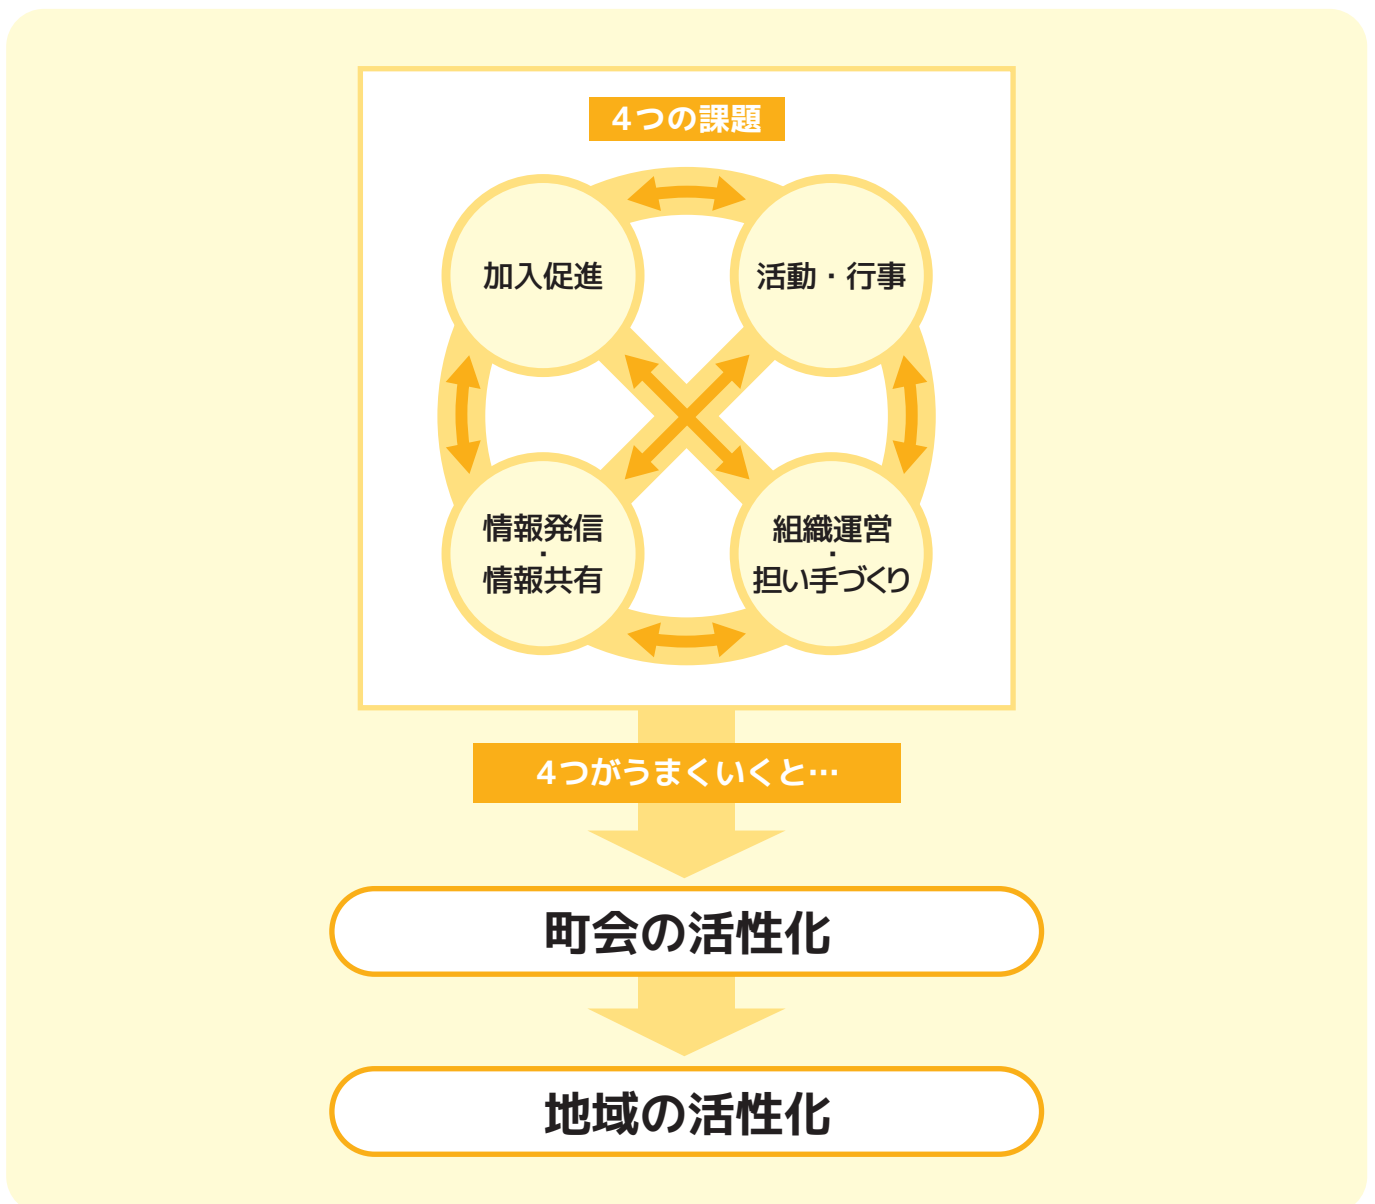 4つの課題
加入促進
活動・行事
情報発信
・
情報共有
組織運営
・
担い手づくり
4つがうまくいくと…
町会の活性化
地域の活性化